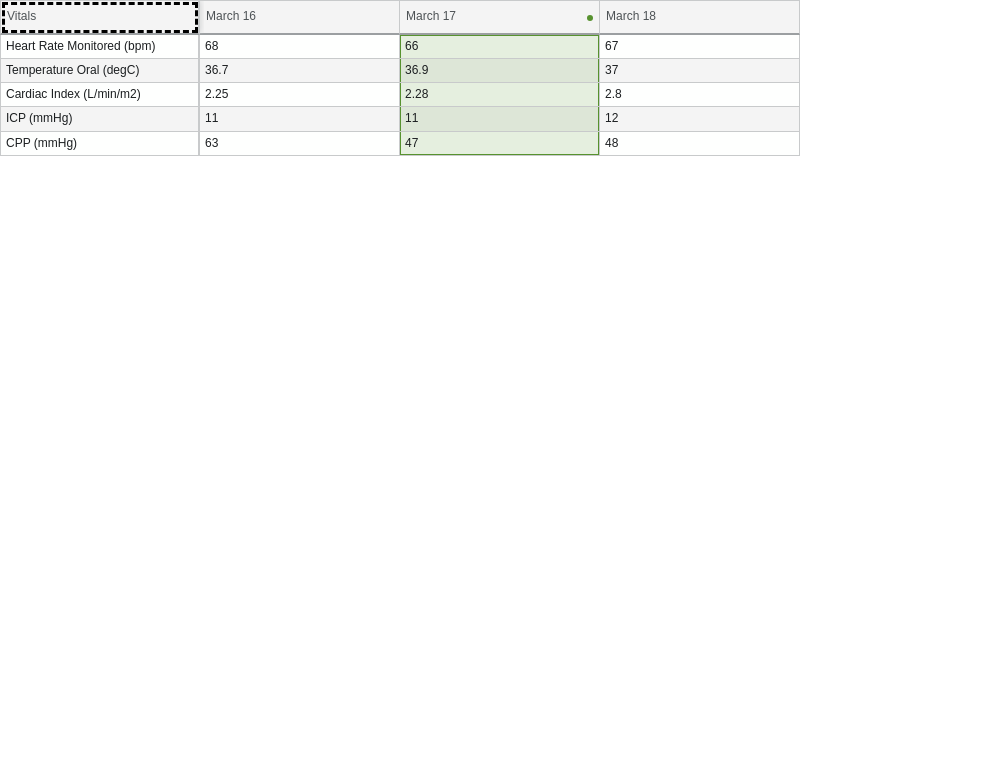 Vitals March 16 March 17 March 18
Heart Rate Monitored (bpm) 68 66 67
Temperature Oral (degC) 36.7 36.9 37
Cardiac Index (L/min/m2) 2.25 2.28 2.8
ICP (mmHg) 11 11 12
CPP (mmHg) 63 47 48